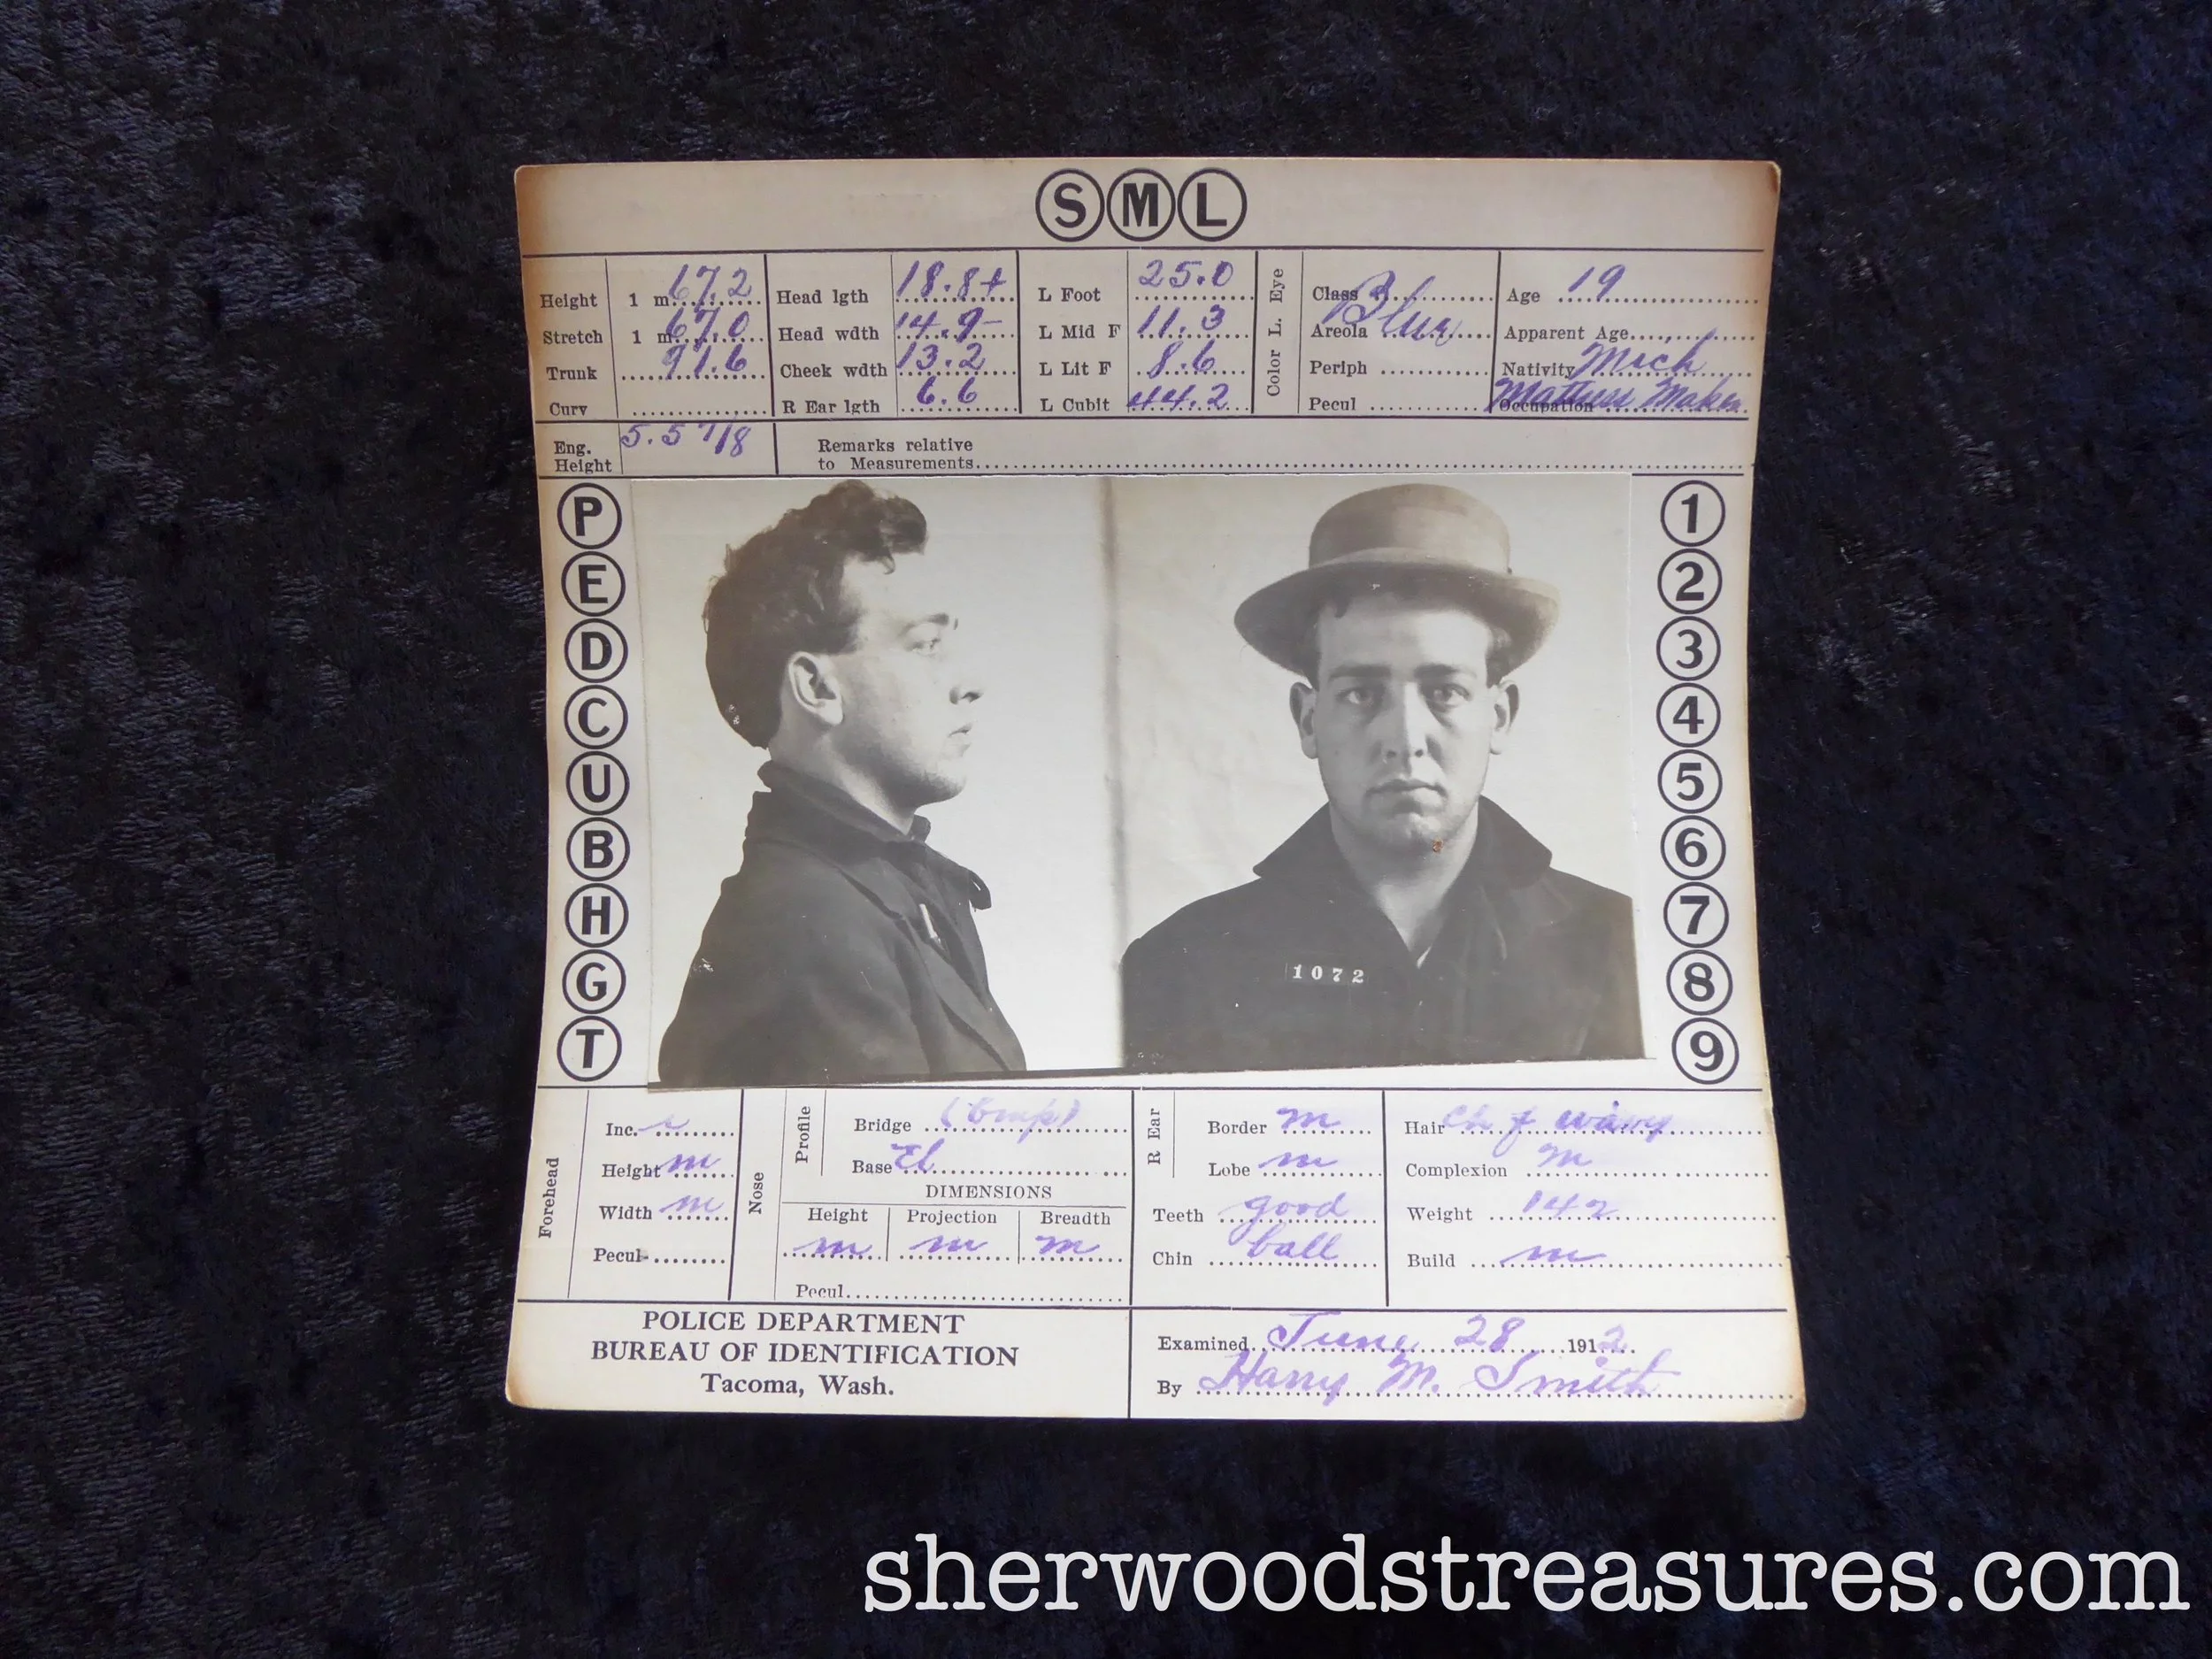 S M L
Height 1 m 67.2 Head lgth 18.8+ L Foot 25.0 Class Age 19
Stretch 1 m 67.0 Head wdth 14.9- L Mid F 11.3 Areola Blue Apparent Age
Trunk 91.6 Cheek wdth 13.2 L Lit F 8.6 Periph Nativity Mich
Curv R Ear lgth 6.6 L Cubit 44.2 Pecul Occupation Mattress Maker.
Color L. Eye
Eng. Height 5.5 7/8 Remarks relative
to Measurements
P 1
E 2
D 3
C 4
U 5
B 6
H 7
1072
G 8
T 9
Forehead
Inc.
Height m
Width m
Pecul-
Nose
Profile
Bridge
Base El
DIMENSIONS
Height Projection Breadth
m m m
Pecul.
R Ear
Border m
Lobe m
Teeth good
Chin ball
Hair wavy
Complexion m
Weight 142
Build m
POLICE DEPARTMENT
BUREAU OF IDENTIFICATION
Tacoma, Wash.
Examined June 28 1912
By Harry M. Smith
sherwoodstreasures.com